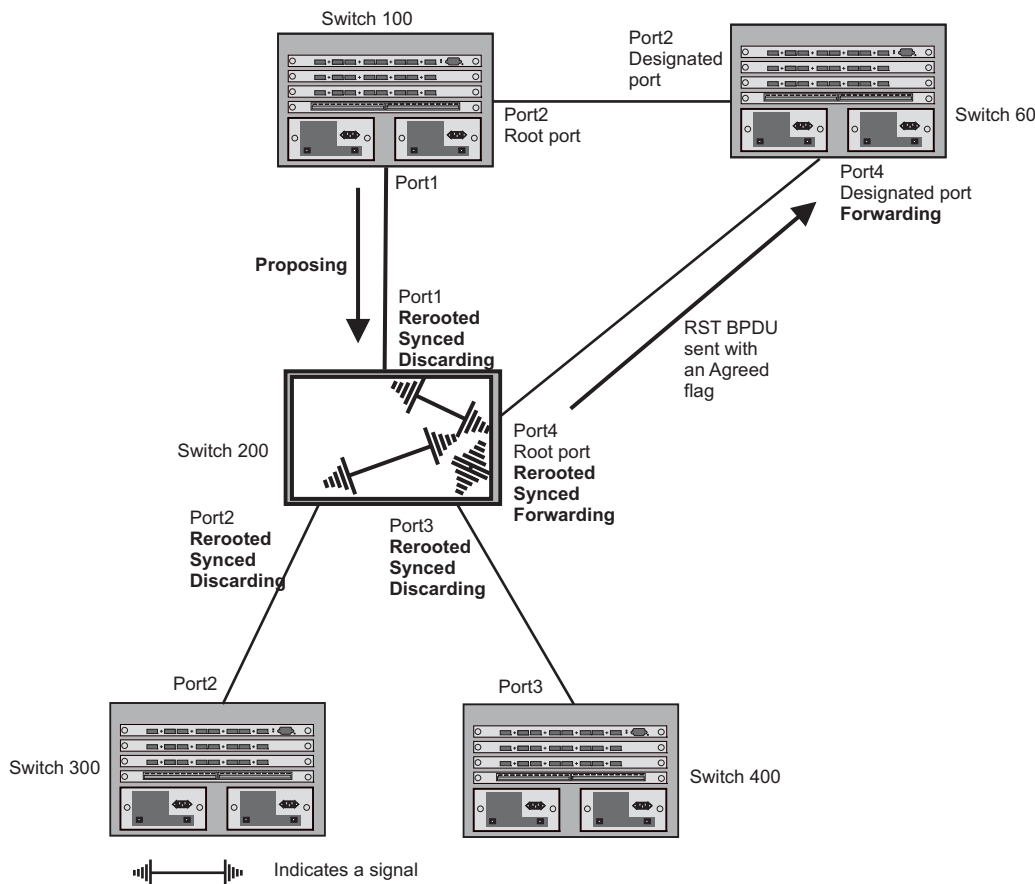 Switch 100
Port2
Designated
port
Switch 60
Port2
Root port
Port1
Port4
Designated port
Forwarding
Proposing
Port1
Rerooted
Synced
Discarding
RST BPDU
sent with
an Agreed
flag
Switch 200
Port4
Root port
Rerooted
Synced
Forwarding
Port2
Rerooted
Synced
Discarding
Port3
Rerooted
Synced
Discarding
Port2
Port3
Switch 300
Switch 400
Indicates a signal